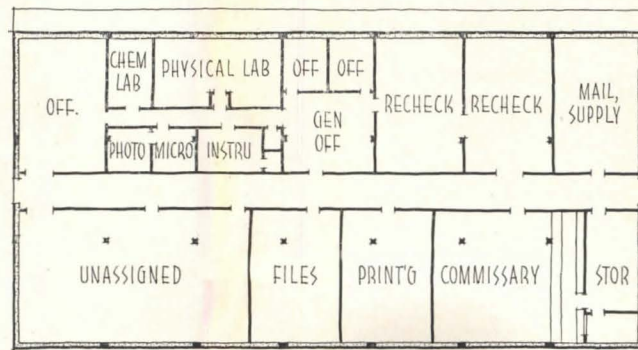 CHEM
LAB
PHYSICAL LAB
OFF
OFF
OFF.
GEN
OFF
RECHECK
RECHECK
MAIL,
SUPPLY
PHOTO
MICRO
INSTRU
UNASSIGNED
FILES
PRINT'G
COMMISSARY
STOR